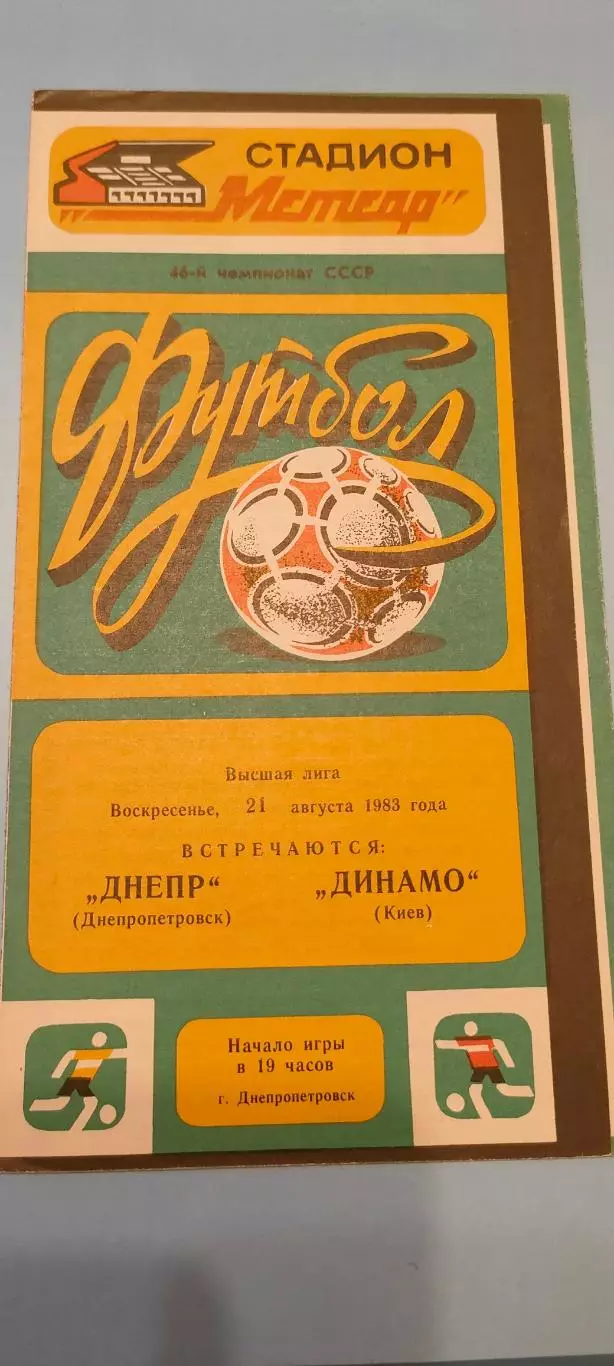 СТАДИОН
„Метеор”
46-й чемпионат СССР
Футбол
Высшая лига
Воскресенье, 21 августа 1983 года
ВСТРЕЧАЮТСЯ:
„ДНЕПР“ „ДИНАМО“
(Днепропетровск) (Киев)
Начало игры
в 19 часов
г. Днепропетровск